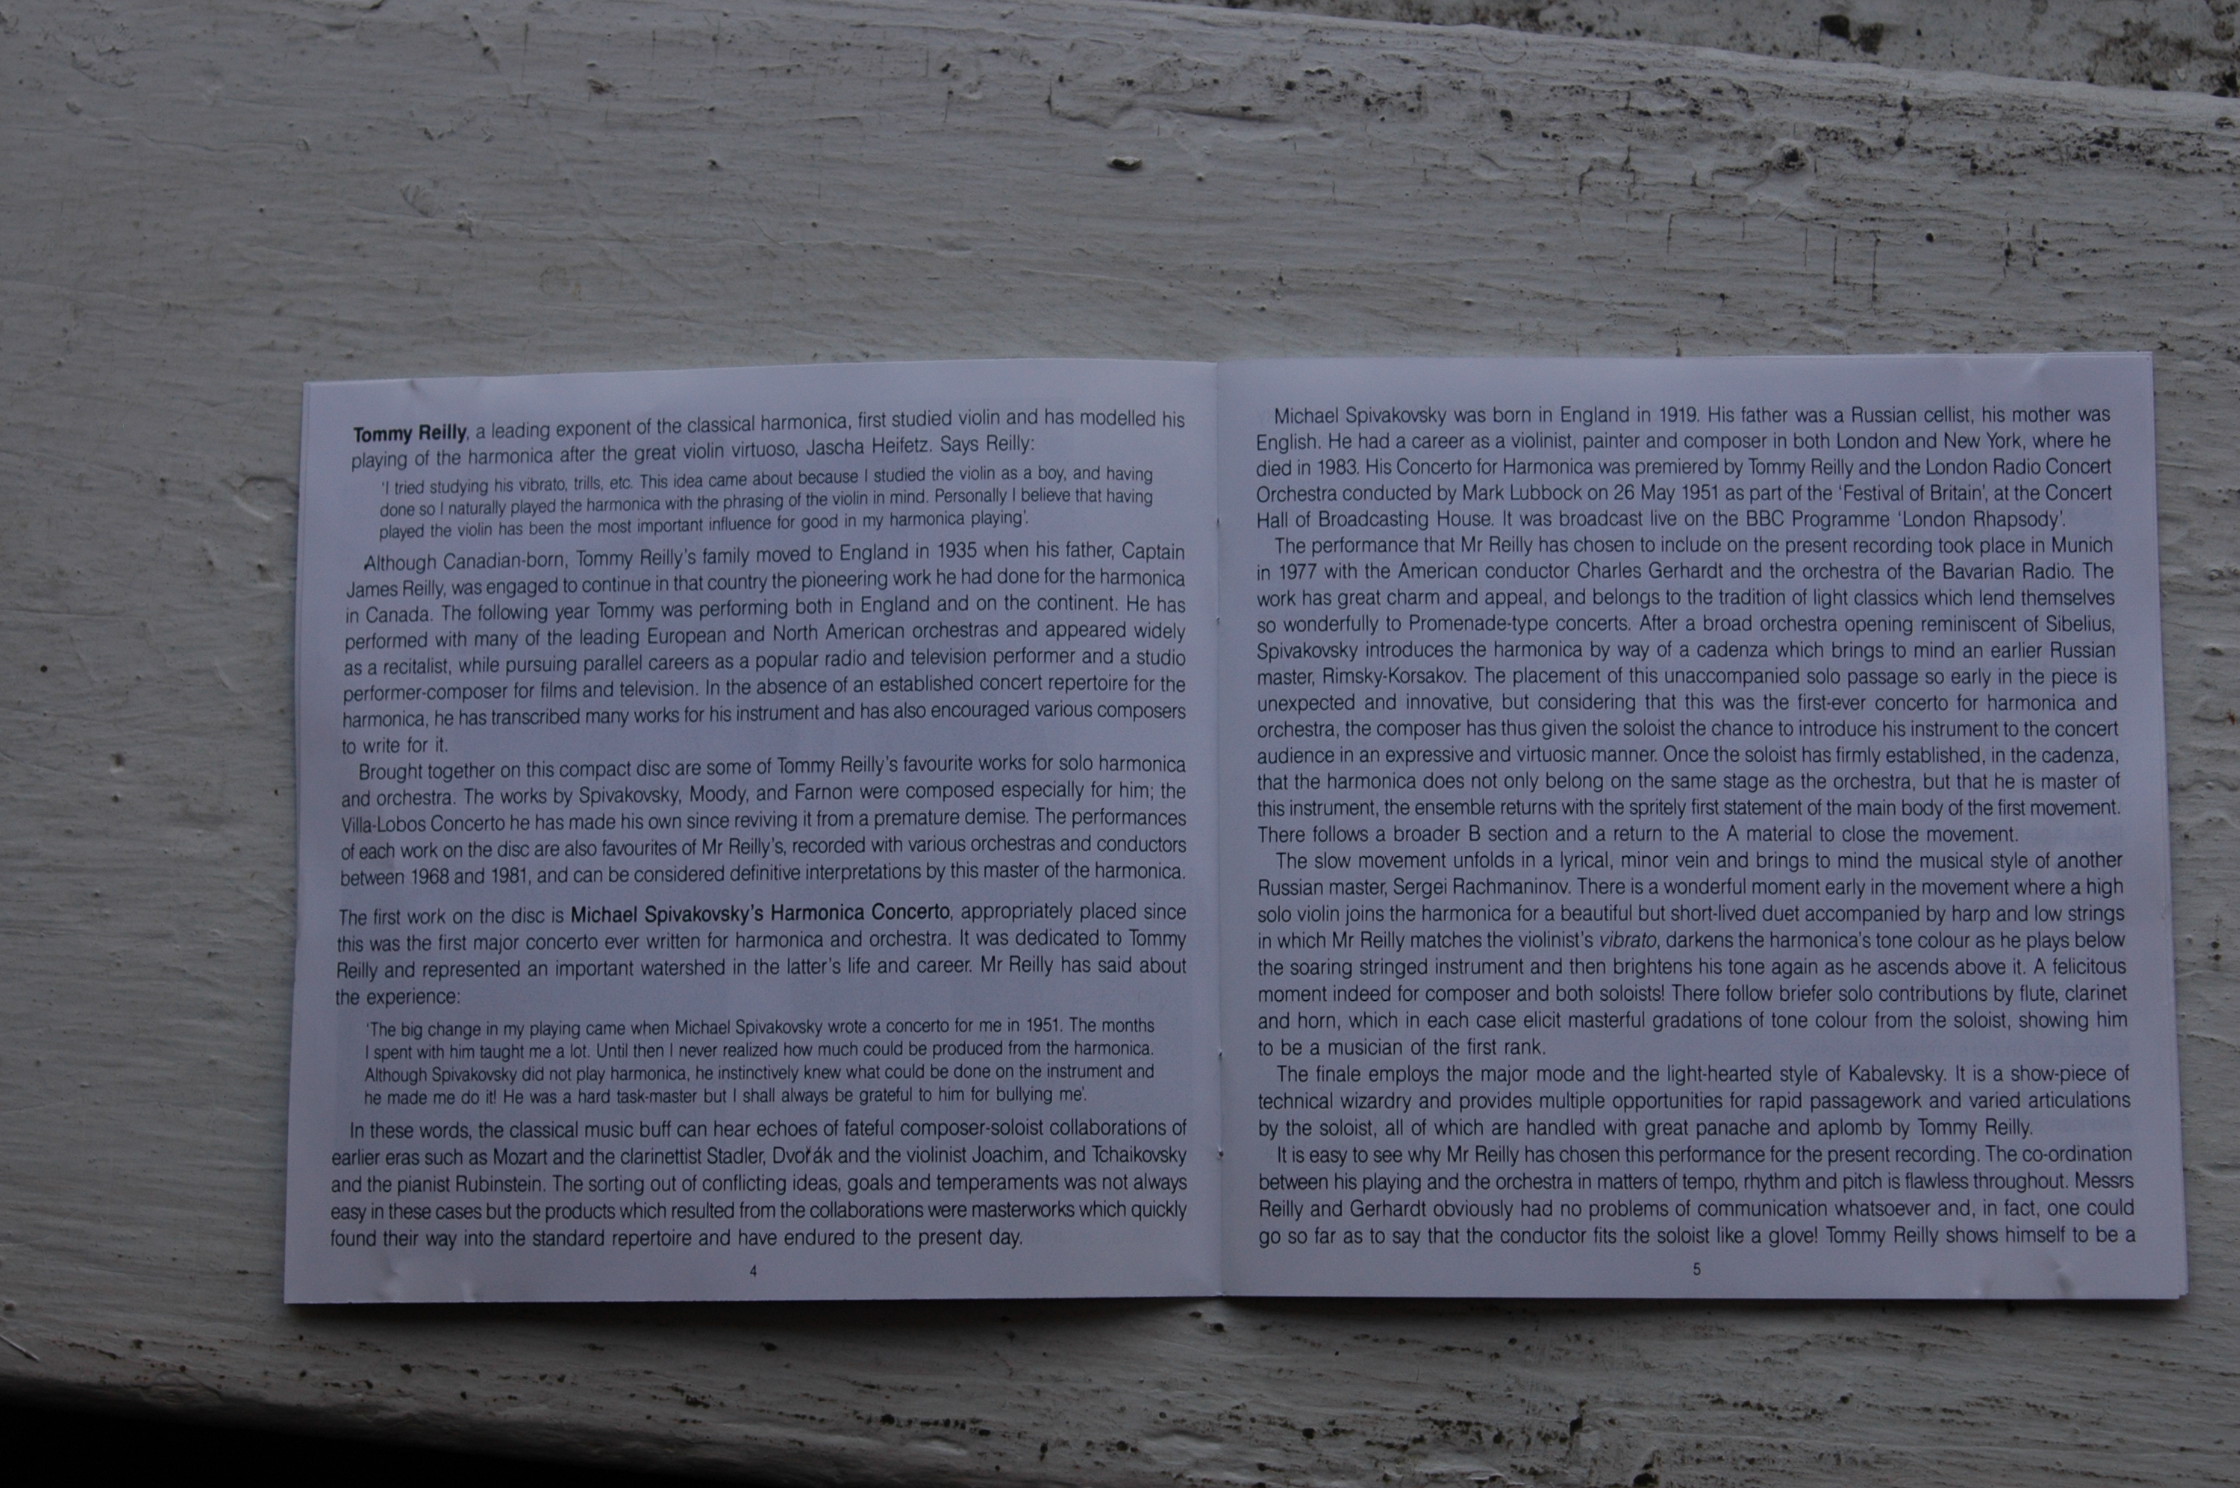 Tommy Reilly, a leading exponent of the classical harmonica, first studied violin and has modelled his
playing of the harmonica after the great violin virtuoso, Jascha Heifetz. Says Reilly:
‘I tried studying his vibrato, trills, etc. This idea came about because I studied the violin as a boy, and having
done so I naturally played the harmonica with the phrasing of the violin in mind. Personally I believe that having
played the violin has been the most important influence for good in my harmonica playing’.
Although Canadian-born, Tommy Reilly’s family moved to England in 1935 when his father, Captain
James Reilly, was engaged to continue in that country the pioneering work he had done for the harmonica
in Canada. The following year Tommy was performing both in England and on the continent. He has
performed with many of the leading European and North American orchestras and appeared widely
as a recitalist, while pursuing parallel careers as a popular radio and television performer and a studio
performer-composer for films and television. In the absence of an established concert repertoire for the
harmonica, he has transcribed many works for his instrument and has also encouraged various composers
to write for it.
Brought together on this compact disc are some of Tommy Reilly’s favourite works for solo harmonica
and orchestra. The works by Spivakovsky, Moody, and Farnon were composed especially for him; the
Villa-Lobos Concerto he has made his own since reviving it from a premature demise. The performances
of each work on the disc are also favourites of Mr Reilly’s, recorded with various orchestras and conductors
between 1968 and 1981, and can be considered definitive interpretations by this master of the harmonica.
The first work on the disc is Michael Spivakovsky’s Harmonica Concerto, appropriately placed since
this was the first major concerto ever written for harmonica and orchestra. It was dedicated to Tommy
Reilly and represented an important watershed in the latter’s life and career. Mr Reilly has said about
the experience:
‘The big change in my playing came when Michael Spivakovsky wrote a concerto for me in 1951. The months
I spent with him taught me a lot. Until then I never realized how much could be produced from the harmonica.
Although Spivakovsky did not play harmonica, he instinctively knew what could be done on the instrument and
he made me do it! He was a hard task-master but I shall always be grateful to him for bullying me’.
In these words, the classical music buff can hear echoes of fateful composer-soloist collaborations of
earlier eras such as Mozart and the clarinettist Stadler, Dvořák and the violinist Joachim, and Tchaikovsky
and the pianist Rubinstein. The sorting out of conflicting ideas, goals and temperaments was not always
easy in these cases but the products which resulted from the collaborations were masterworks which quickly
found their way into the standard repertoire and have endured to the present day.
4
Michael Spivakovsky was born in England in 1919. His father was a Russian cellist, his mother was
English. He had a career as a violinist, painter and composer in both London and New York, where he
died in 1983. His Concerto for Harmonica was premiered by Tommy Reilly and the London Radio Concert
Orchestra conducted by Mark Lubbock on 26 May 1951 as part of the ‘Festival of Britain’, at the Concert
Hall of Broadcasting House. It was broadcast live on the BBC Programme ‘London Rhapsody’.
The performance that Mr Reilly has chosen to include on the present recording took place in Munich
in 1977 with the American conductor Charles Gerhardt and the orchestra of the Bavarian Radio. The
work has great charm and appeal, and belongs to the tradition of light classics which lend themselves
so wonderfully to Promenade-type concerts. After a broad orchestra opening reminiscent of Sibelius,
Spivakovsky introduces the harmonica by way of a cadenza which brings to mind an earlier Russian
master, Rimsky-Korsakov. The placement of this unaccompanied solo passage so early in the piece is
unexpected and innovative, but considering that this was the first-ever concerto for harmonica and
orchestra, the composer has thus given the soloist the chance to introduce his instrument to the concert
audience in an expressive and virtuosic manner. Once the soloist has firmly established, in the cadenza,
that the harmonica does not only belong on the same stage as the orchestra, but that he is master of
this instrument, the ensemble returns with the spritely first statement of the main body of the first movement.
There follows a broader B section and a return to the A material to close the movement.
The slow movement unfolds in a lyrical, minor vein and brings to mind the musical style of another
Russian master, Sergei Rachmaninov. There is a wonderful moment early in the movement where a high
solo violin joins the harmonica for a beautiful but short-lived duet accompanied by harp and low strings
in which Mr Reilly matches the violinist’s vibrato, darkens the harmonica’s tone colour as he plays below
the soaring stringed instrument and then brightens his tone again as he ascends above it. A felicitous
moment indeed for composer and both soloists! There follow briefer solo contributions by flute, clarinet
and horn, which in each case elicit masterful gradations of tone colour from the soloist, showing him
to be a musician of the first rank.
The finale employs the major mode and the light-hearted style of Kabalevsky. It is a show-piece of
technical wizardry and provides multiple opportunities for rapid passagework and varied articulations
by the soloist, all of which are handled with great panache and aplomb by Tommy Reilly.
It is easy to see why Mr Reilly has chosen this performance for the present recording. The co-ordination
between his playing and the orchestra in matters of tempo, rhythm and pitch is flawless throughout. Messrs
Reilly and Gerhardt obviously had no problems of communication whatsoever and, in fact, one could
go so far as to say that the conductor fits the soloist like a glove! Tommy Reilly shows himself to be a
5